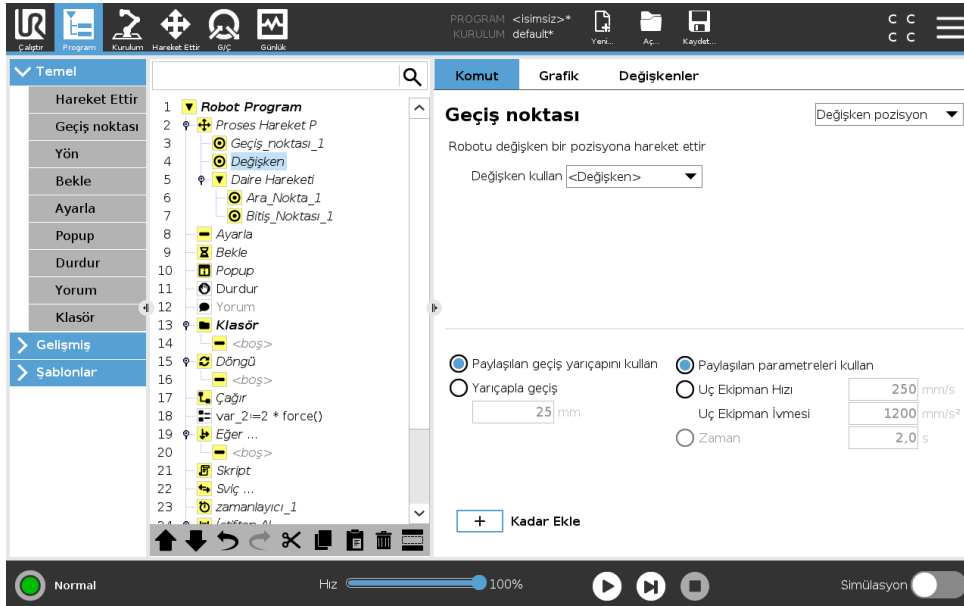 PROGRAM <isimsiz>*
KURULUM default*
Çalıştır Program Kurulum Hareket Ettir G/Ç Günlük
Yeni... Aç... Kaydet...
C C
C C
Temel
Hareket Ettir
Geçiş noktası
Yön
Bekle
Ayarla
Popup
Durdur
Yorum
Klasör
Gelişmiş
Şablonlar
1 Robot Program
2 Proses Hareket P
3 Geçiş_noktası_1
4 Değişken
5 Daire Hareketi
6 Ara_Nokta_1
7 Bitiş_Noktası_1
8 Ayarla
9 Bekle
10 Popup
11 Durdur
12 Yorum
13 Klasör
14 <boş>
15 Döngü
16 <boş>
17 Çağır
18 var_2:=2 * force()
19 Eğer ...
20 <boş>
21 Skript
22 Sviç ...
23 zamanlayıcı_1
Komut Grafik Değişkenler
Geçiş noktası
Değişken pozisyon
Robotu değişken bir pozisyona hareket ettir
Değişken kullan <Değişken>
Paylaşılan geçiş yarıçapını kullan
Yarıçapla geçiş
25 mm
Paylaşılan parametreleri kullan
Uç Ekipman Hızı 250 mm/s
Uç Ekipman İvmesi 1200 mm/s²
Zaman 2,0 s
+ Kadar Ekle
Normal
Hız 100%
Simülasyon